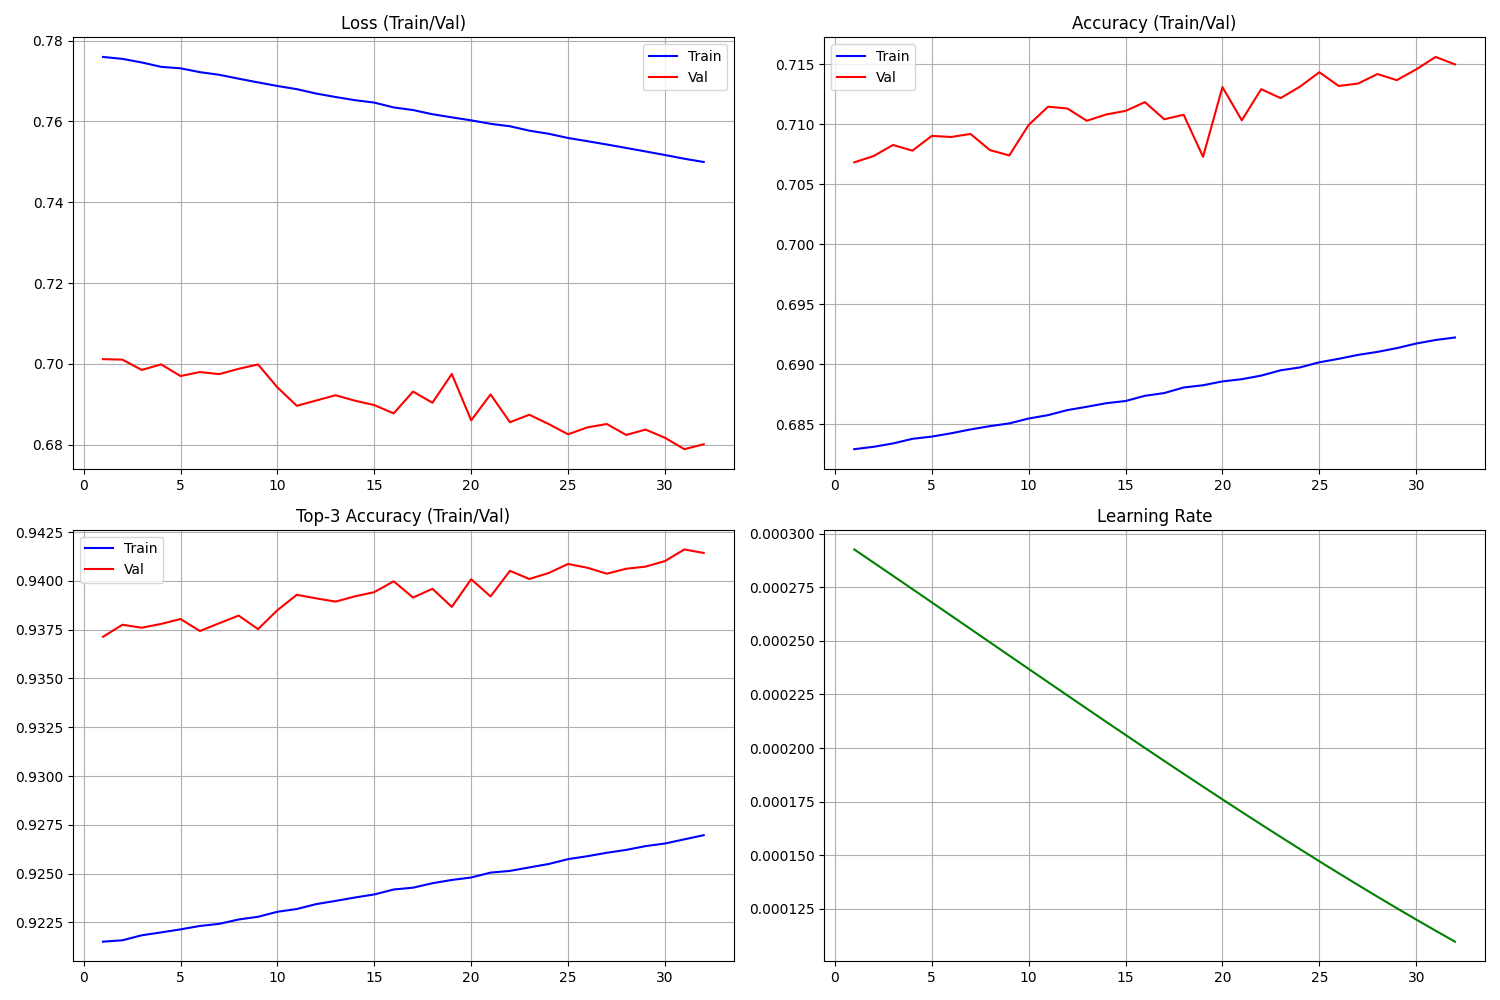 Loss (Train/Val)
0.78
0.76
0.74
0.72
0.70
0.68
0 5 10 15 20 25 30
Train
Val
Accuracy (Train/Val)
0.715
0.710
0.705
0.700
0.695
0.690
0.685
0 5 10 15 20 25 30
Train
Val
Top-3 Accuracy (Train/Val)
0.9425
0.9400
0.9375
0.9350
0.9325
0.9300
0.9275
0.9250
0.9225
0 5 10 15 20 25 30
Train
Val
Learning Rate
0.000300
0.000275
0.000250
0.000225
0.000200
0.000175
0.000150
0.000125
0 5 10 15 20 25 30